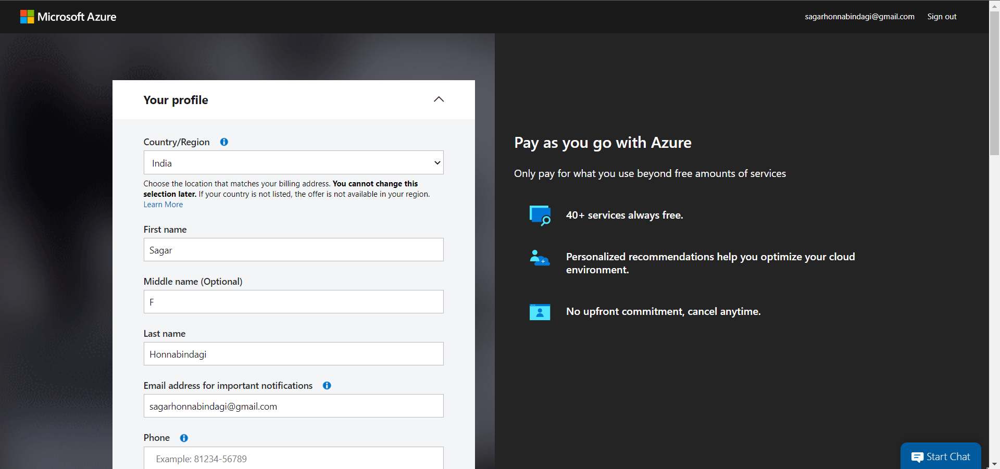 Microsoft Azure
sagarhonnabindagi@gmail.com Sign out
Your profile
Country/Region
India
Choose the location that matches your billing address. You cannot change this
selection later. If your country is not listed, the offer is not available in your region.
Learn More
First name
Sagar
Middle name (Optional)
F
Last name
Honnabindagi
Email address for important notifications
sagarhonnabindagi@gmail.com
Phone
Example: 81234-56789
Pay as you go with Azure
Only pay for what you use beyond free amounts of services
40+ services always free.
Personalized recommendations help you optimize your cloud
environment.
No upfront commitment, cancel anytime.
Start Chat